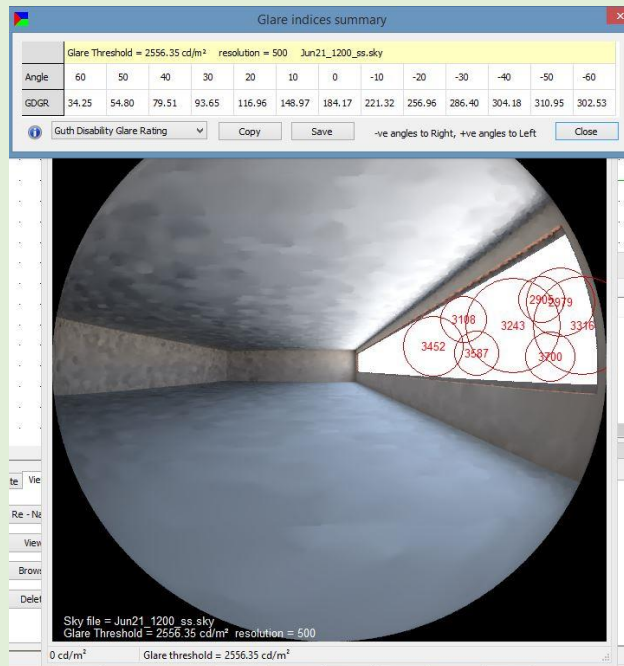 Glare indices summary
Glare Threshold = 2556.35 cd/m² resolution = 500 Jun21_1200_ss.sky
Angle 60 50 40 30 20 10 0 -10 -20 -30 -40 -50 -60
GDGR 34.25 54.80 79.51 93.65 116.96 148.97 184.17 221.32 256.96 286.40 304.18 310.95 302.53
Guth Disability Glare Rating Copy Save -ve angles to Right, +ve angles to Left Close
2905 2979
3108 3243 3316
3452 3587 3700
te Vie
Re - Na
View
Brows
Delet
Sky file = Jun21_1200_ss.sky
Glare Threshold = 2556.35 cd/m² resolution = 500
0 cd/m² Glare threshold = 2556.35 cd/m²